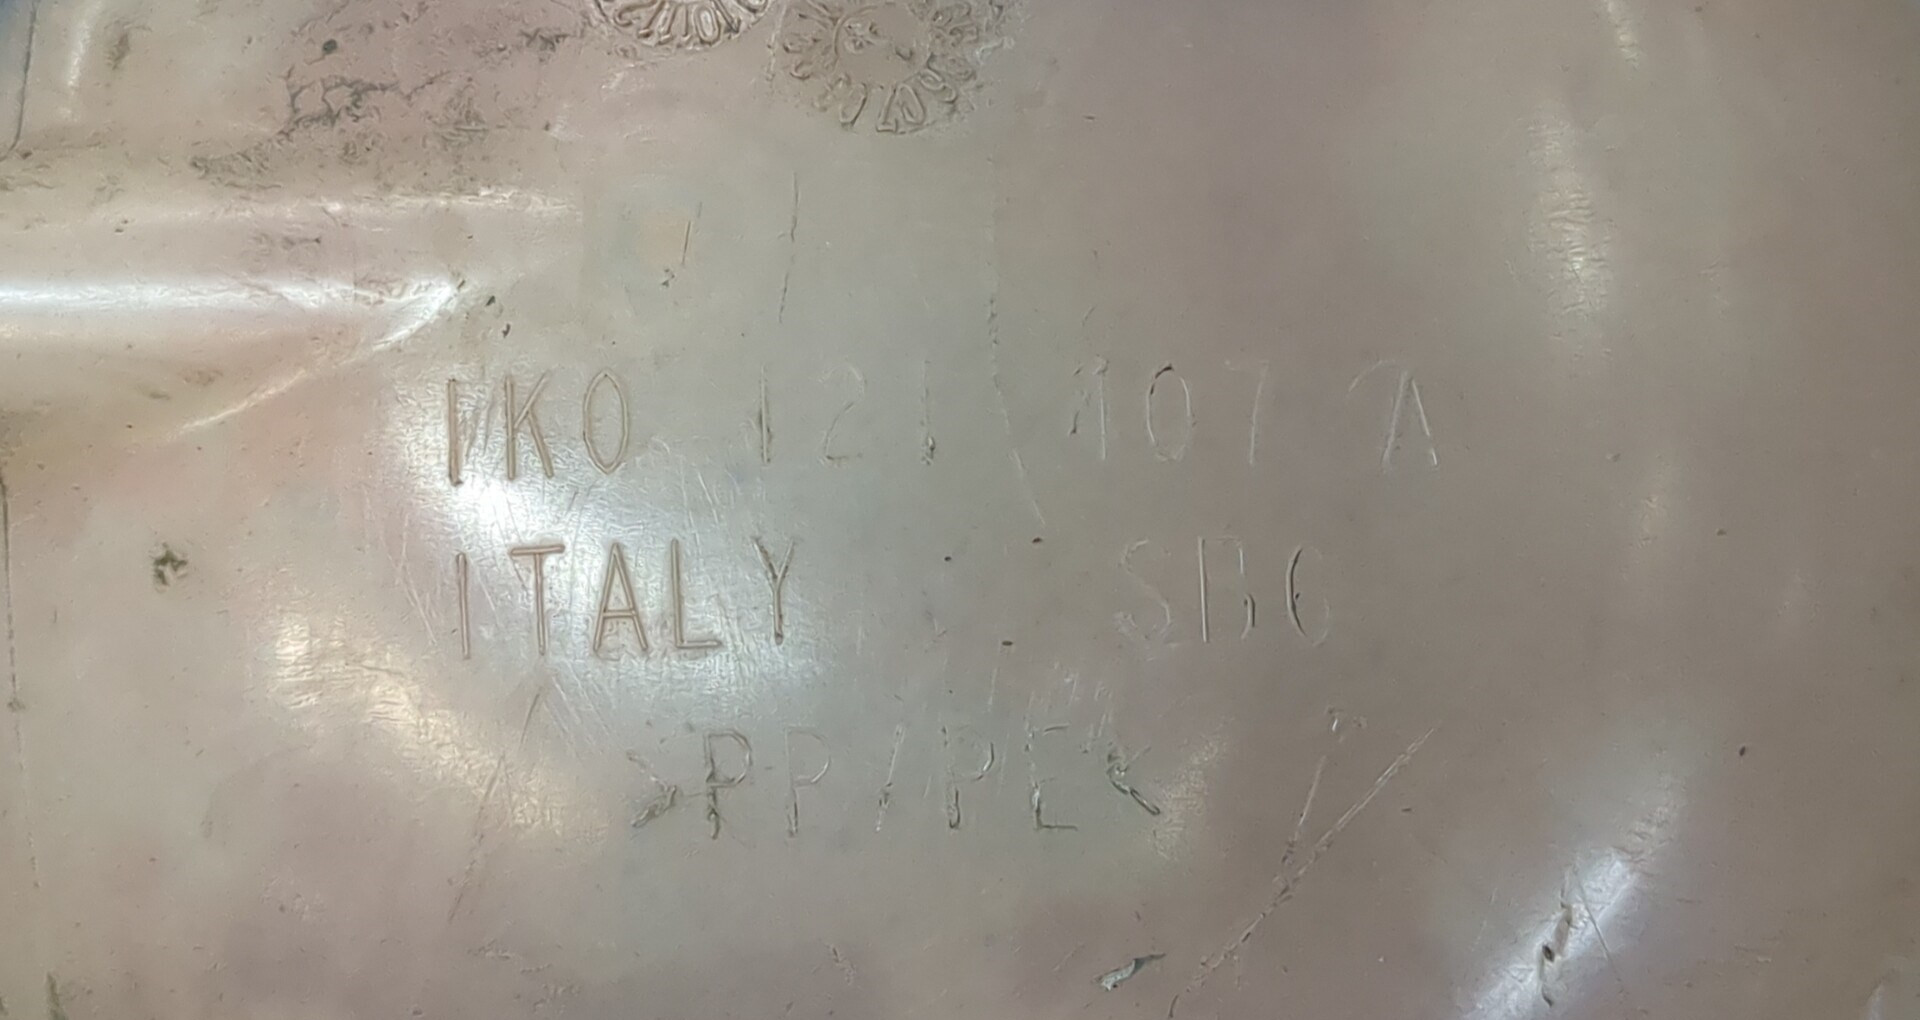 1K0 121 407 A
ITALY SBC
>PP/PE<